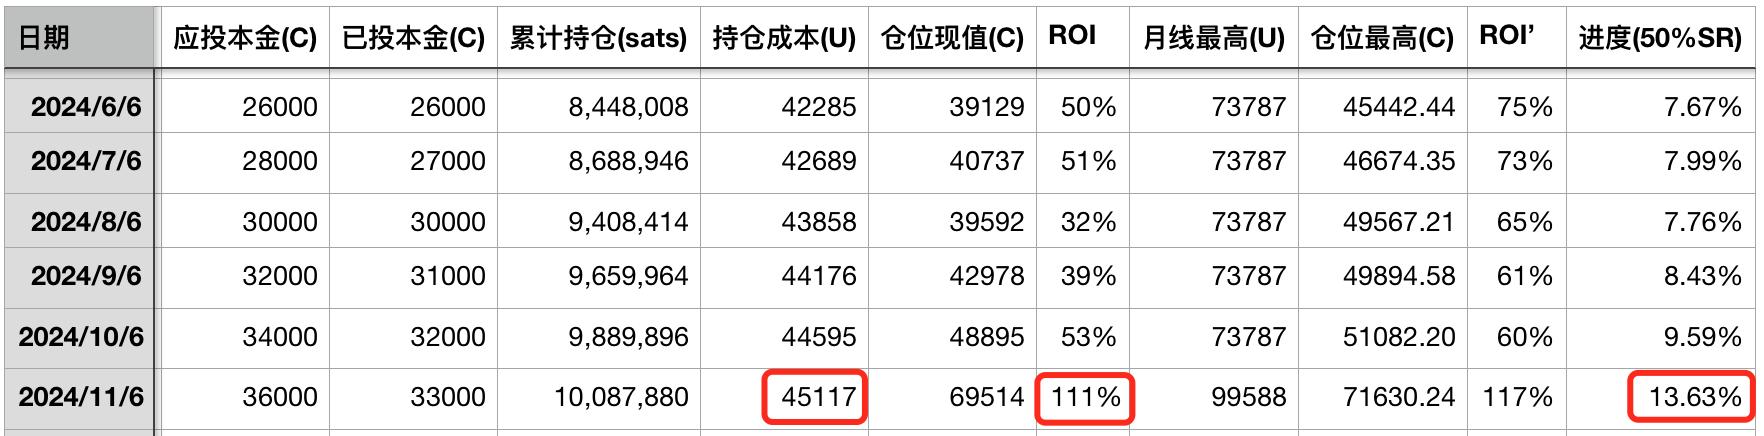 日期 应投本金(C) 已投本金(C) 累计持仓(sats) 持仓成本(U) 仓位现值(C) ROI 月线最高(U) 仓位最高(C) ROI’ 进度(50%SR)
2024/6/6 26000 26000 8,448,008 42285 39129 50% 73787 45442.44 75% 7.67%
2024/7/6 28000 27000 8,688,946 42689 40737 51% 73787 46674.35 73% 7.99%
2024/8/6 30000 30000 9,408,414 43858 39592 32% 73787 49567.21 65% 7.76%
2024/9/6 32000 31000 9,659,964 44176 42978 39% 73787 49894.58 61% 8.43%
2024/10/6 34000 32000 9,889,896 44595 48895 53% 73787 51082.20 60% 9.59%
2024/11/6 36000 33000 10,087,880 45117 69514 111% 99588 71630.24 117% 13.63%